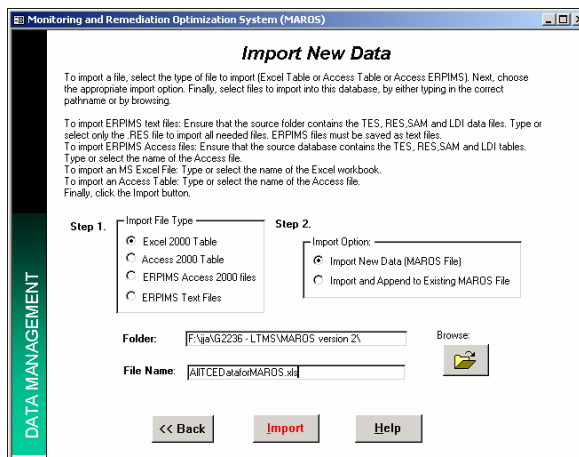 Monitoring and Remediation Optimization System (MAROS)
Import New Data
To import a file, select the type of file to import (Excel Table or Access Table or Access ERPIMS). Next, choose
the appropriate import option. Finally, select files to import into this database, by either typing in the correct
pathname or by browsing.
To import ERPIMS text files: Ensure that the source folder contains the TES, RES,SAM and LDI data files. Type or
select only the .RES file to import all needed files. ERPIMS files must be saved as text files.
To import ERPIMS Access files: Ensure that the source database contains the TES, RES,SAM and LDI tables.
Type or select the name of the Access file.
To import an MS Excel File: Type or select the name of the Excel workbook.
To import an Access Table: Type or select the name of the Access file.
Finally, click the Import button.
Step 1.
Import File Type
Excel 2000 Table
Access 2000 Table
ERPIMS Access 2000 files
ERPIMS Text Files
Step 2.
Import Option:
Import New Data (MAROS File)
Import and Append to Existing MAROS File
Folder:
F:\jja\G2236 - LTMS\MAROS version 2\
Browse:
File Name:
AllTCEDataforMAROS.xls
<< Back
Import
Help
DATA MANAGEMENT